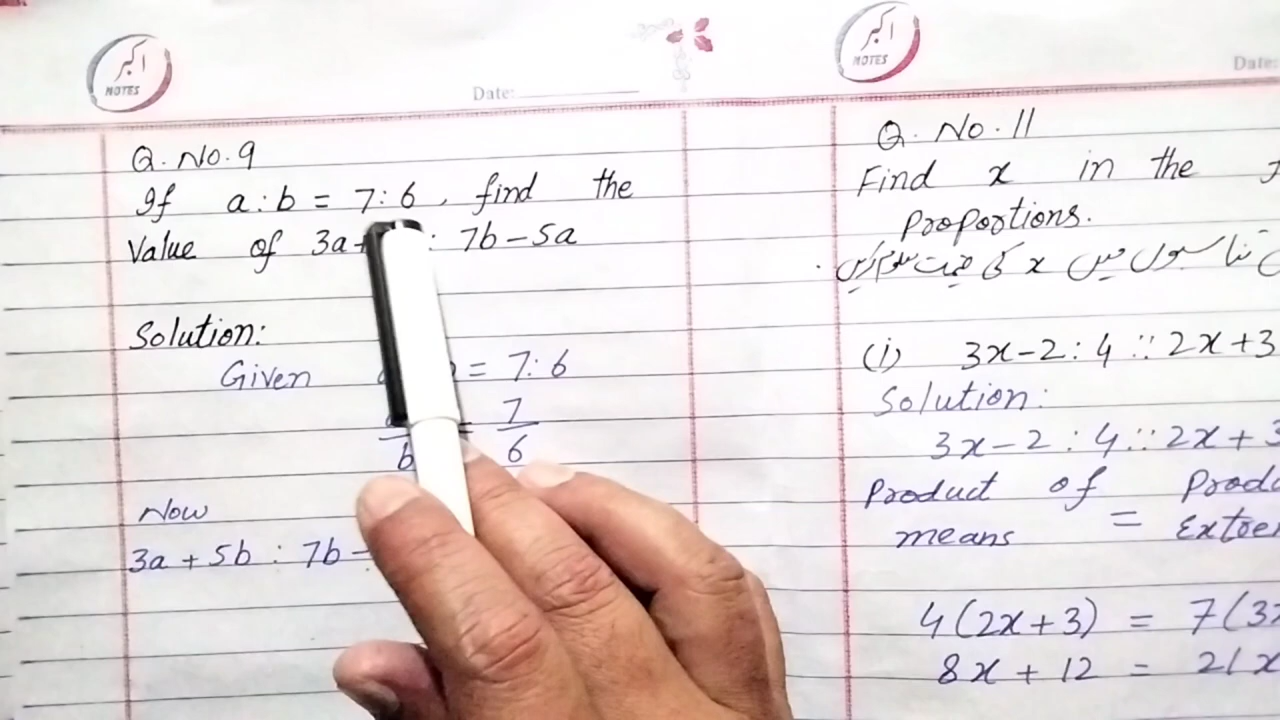 اکبر
NOTES
Date:
Q. No. 9
If a : b = 7 : 6 , find the
Value of 3a+ : 7b - 5a
Solution:
Given = 7 : 6
b = 7
6
Now
3a + 5b : 7b -
اکبر
NOTES
Date:
Q. No. 11
Find x in the
proportions.
میں x کی قیمت معلوم کریں.
(i) 3x - 2 : 4 :: 2x + 3
Solution:
3x - 2 : 4 :: 2x + 3
Product of
means =
4(2x + 3) = 7(3x
8x + 12 = 21x